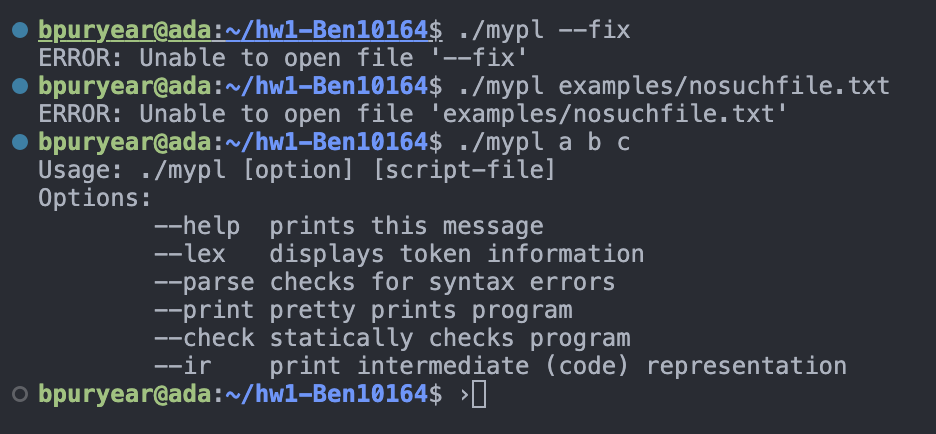 bpuryear@ada:~/hw1-Ben10164$ ./mypl --fix
ERROR: Unable to open file '--fix'
bpuryear@ada:~/hw1-Ben10164$ ./mypl examples/nosuchfile.txt
ERROR: Unable to open file 'examples/nosuchfile.txt'
bpuryear@ada:~/hw1-Ben10164$ ./mypl a b c
Usage: ./mypl [option] [script-file]
Options:
        --help  prints this message
        --lex   displays token information
        --parse checks for syntax errors
        --print pretty prints program
        --check statically checks program
        --ir    print intermediate (code) representation
bpuryear@ada:~/hw1-Ben10164$ ›